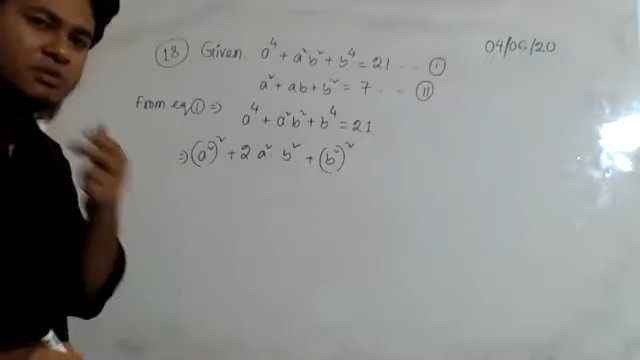 (18) Given a⁴ + a²b² + b⁴ = 21 ... (I) 04/06/20
a² + ab + b² = 7 ... (II)
From eq (I) ⇒ a⁴ + a²b² + b⁴ = 21
⇒ (a²)² + 2 a² b² + (b²)²